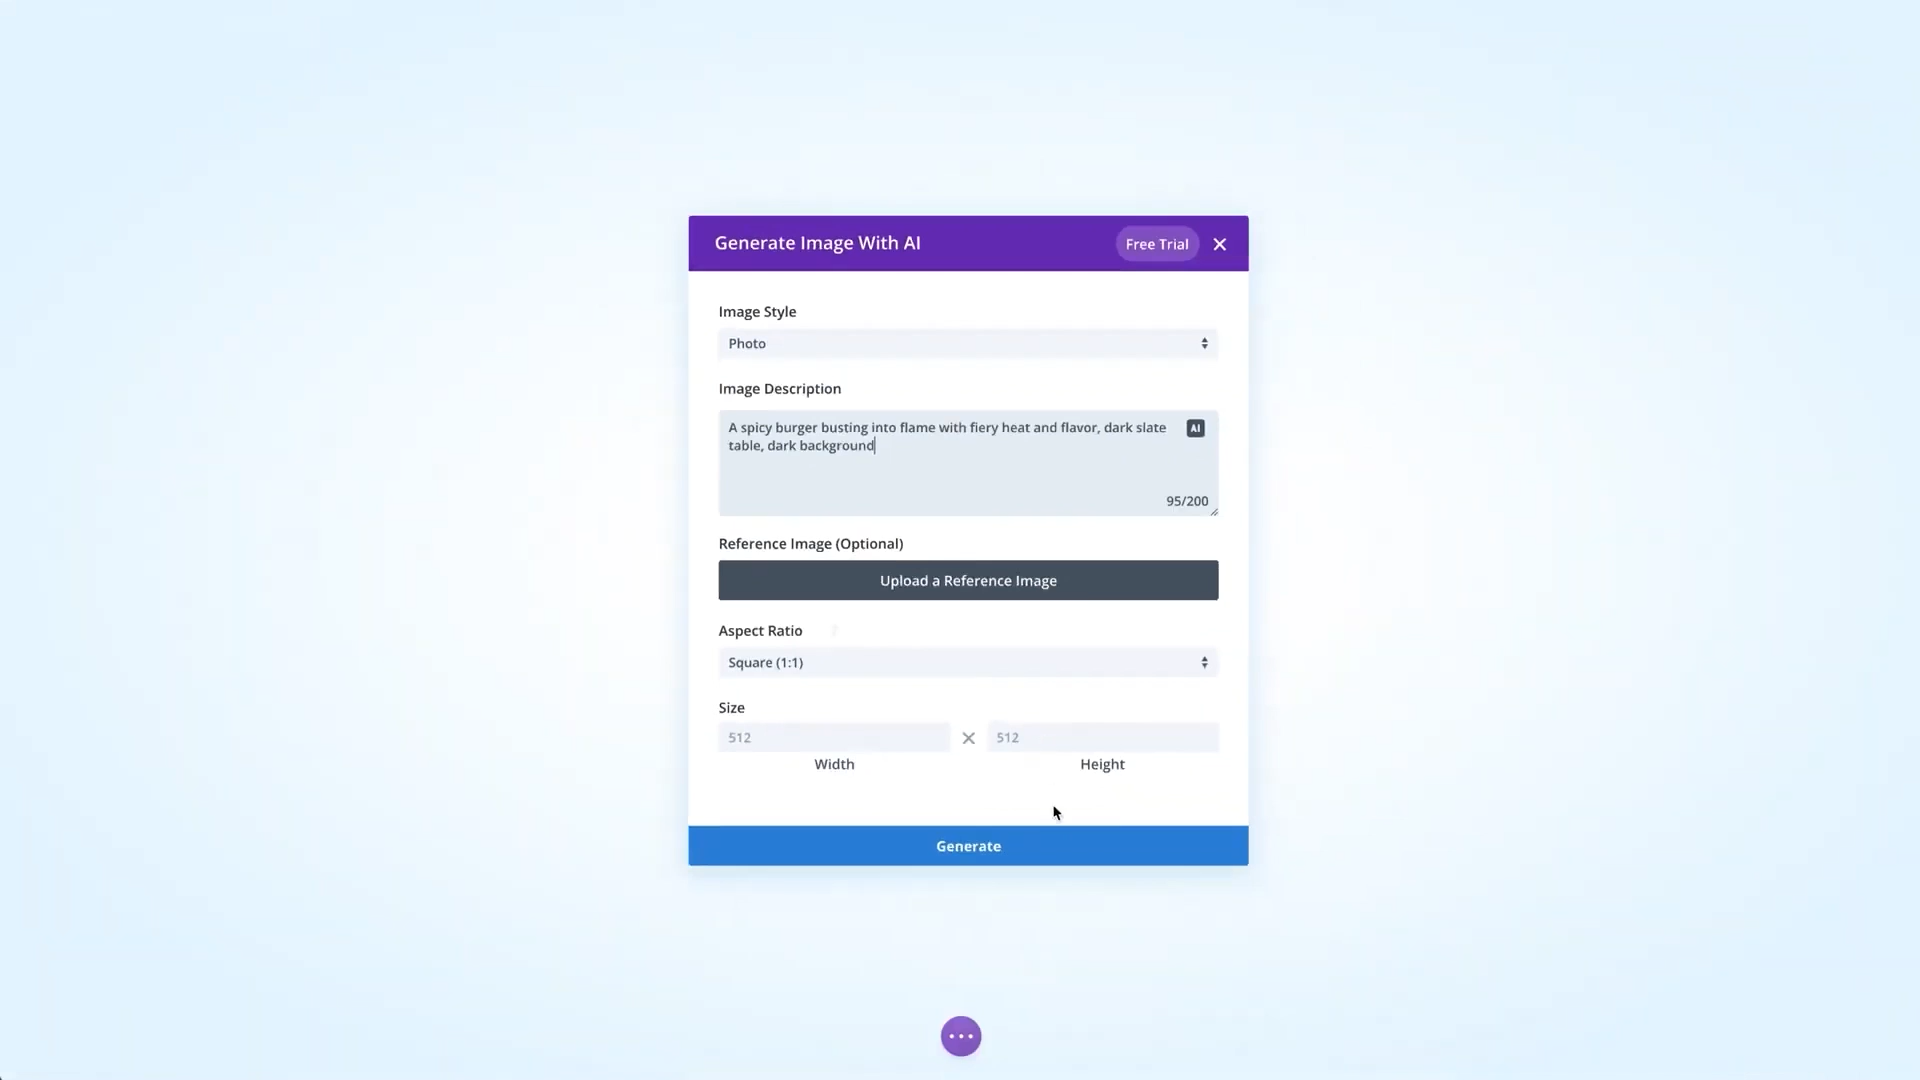 Generate Image With AI
Free Trial
Image Style
Photo
Image Description
A spicy burger busting into flame with fiery heat and flavor, dark slate
table, dark background
AI
95/200
Reference Image (Optional)
Upload a Reference Image
Aspect Ratio
Square (1:1)
Size
512
512
Width
Height
Generate